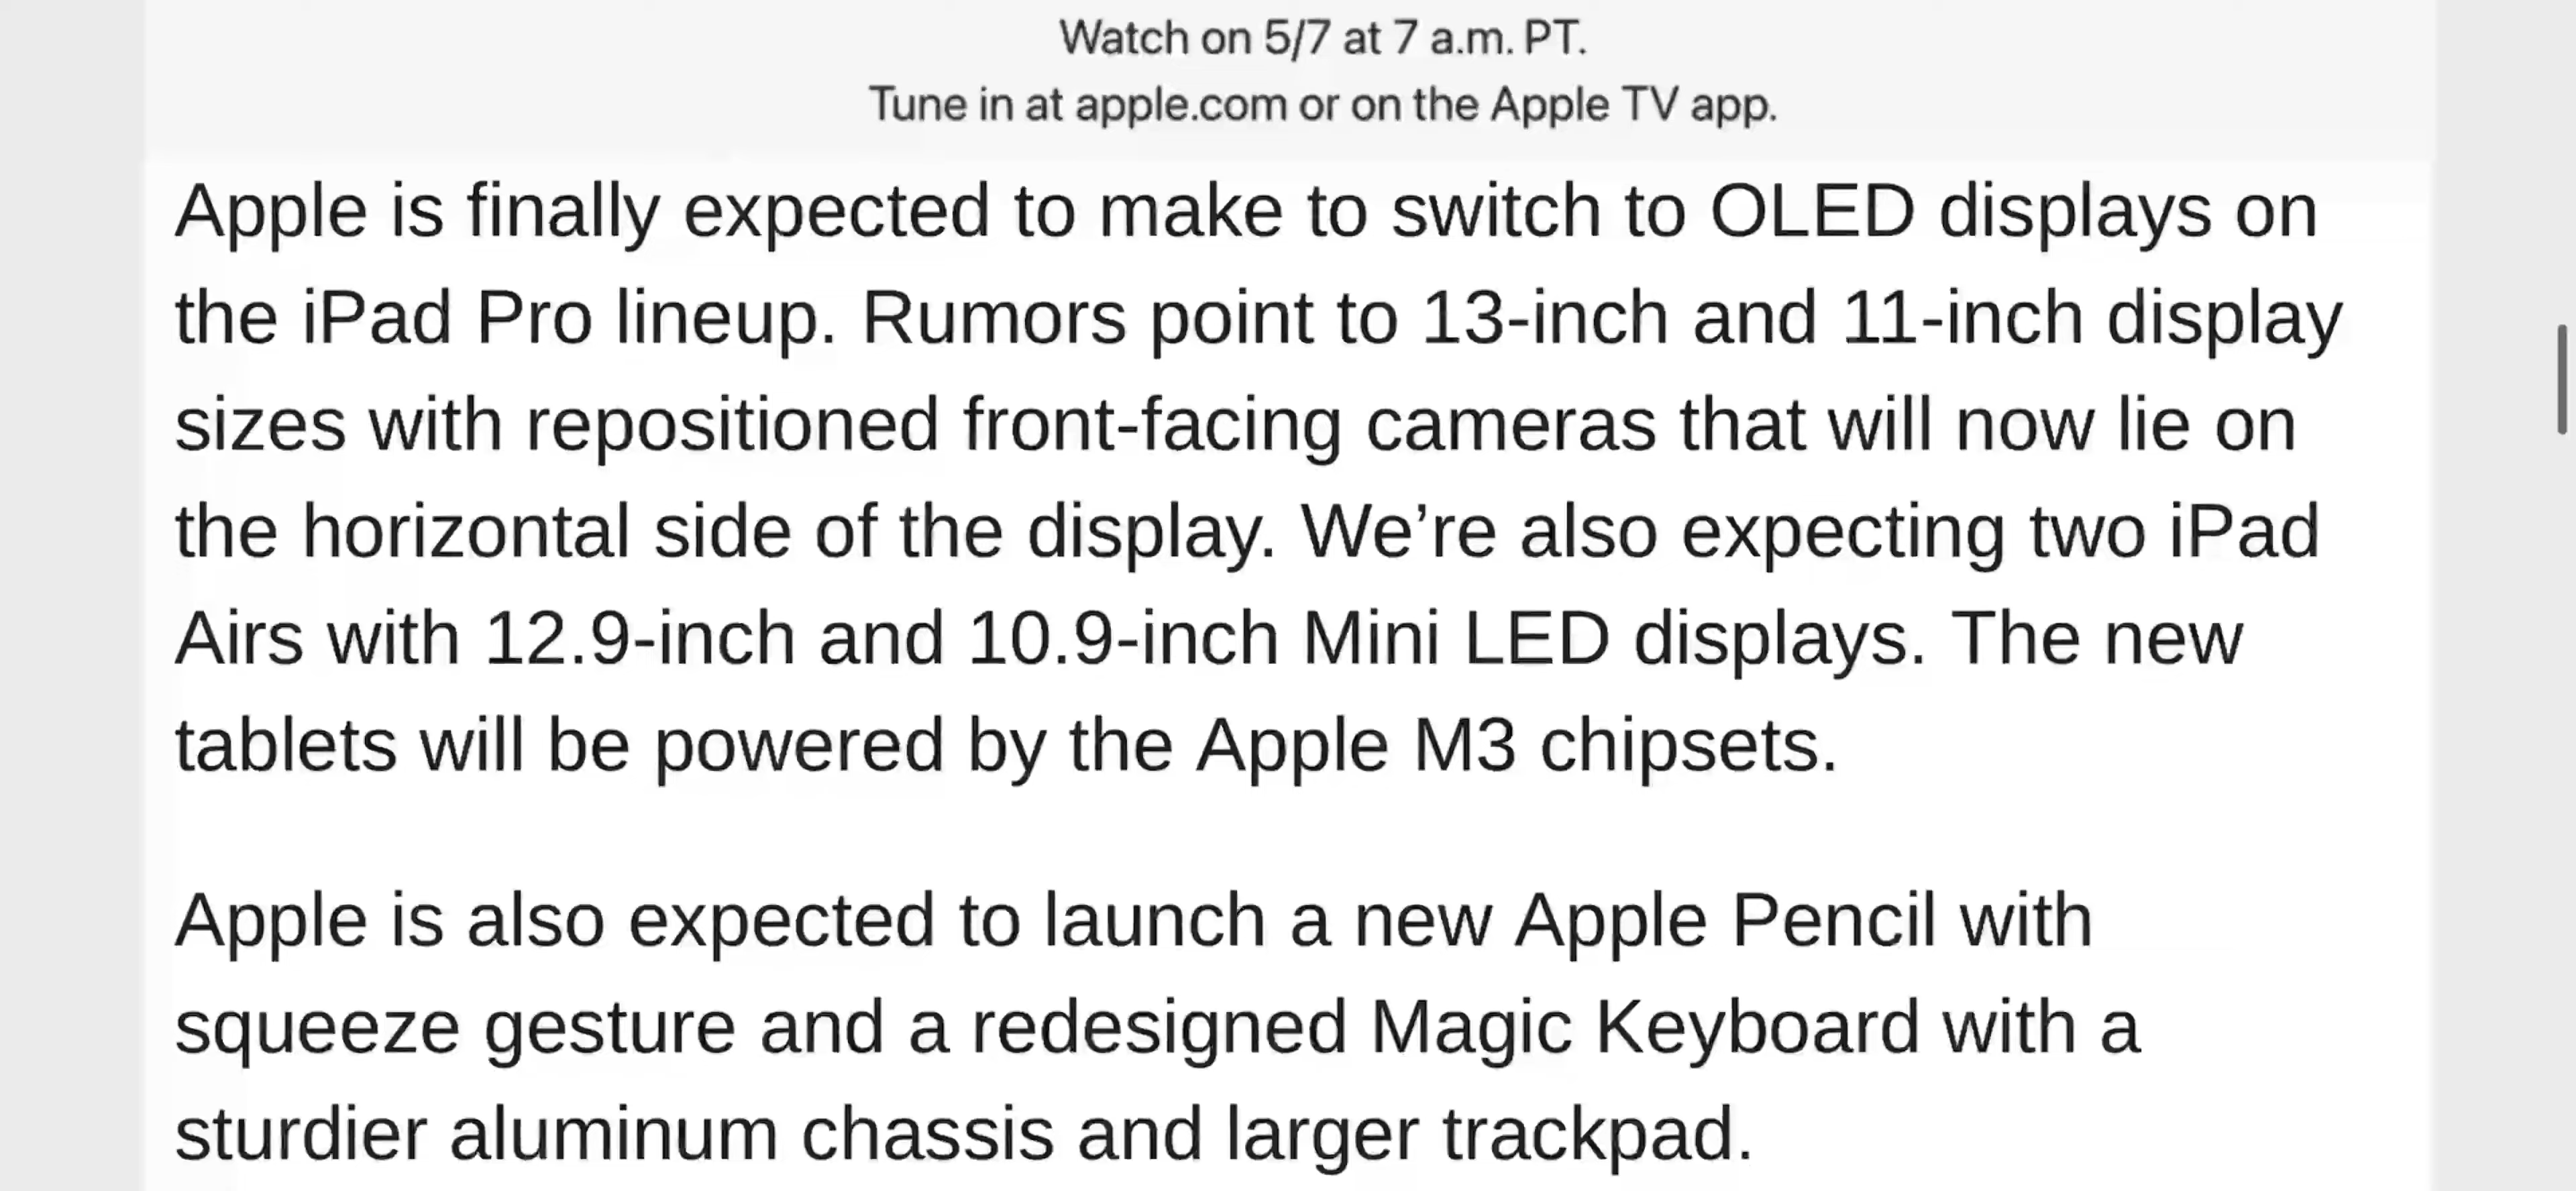 Watch on 5/7 at 7 a.m. PT.
Tune in at apple.com or on the Apple TV app.
Apple is finally expected to make to switch to OLED displays on
the iPad Pro lineup. Rumors point to 13-inch and 11-inch display
sizes with repositioned front-facing cameras that will now lie on
the horizontal side of the display. We’re also expecting two iPad
Airs with 12.9-inch and 10.9-inch Mini LED displays. The new
tablets will be powered by the Apple M3 chipsets.
Apple is also expected to launch a new Apple Pencil with
squeeze gesture and a redesigned Magic Keyboard with a
sturdier aluminum chassis and larger trackpad.